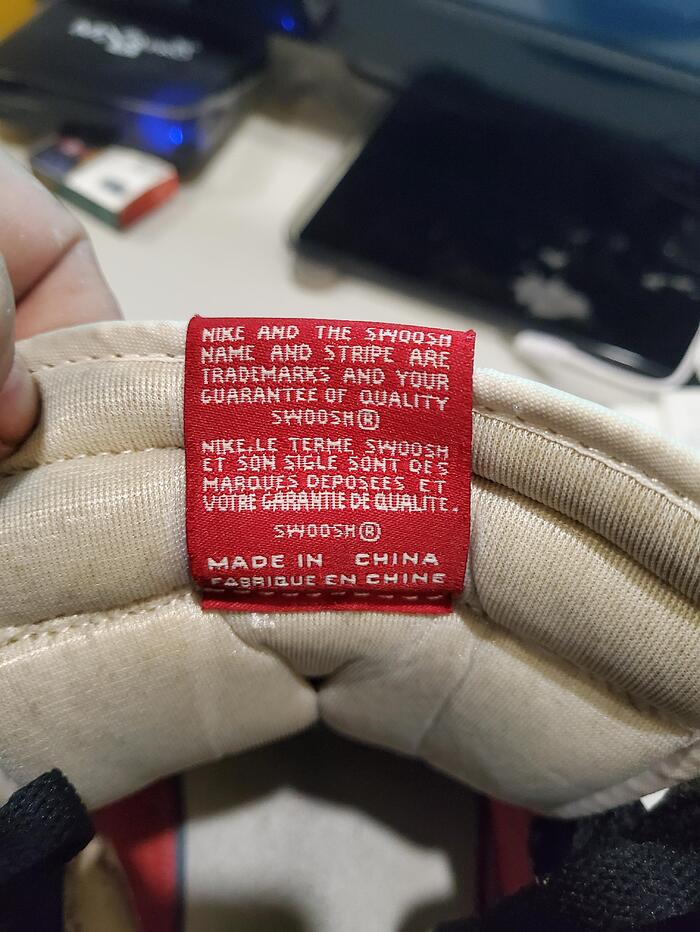 NIKE AND THE SWOOSH
NAME AND STRIPE ARE
TRADEMARKS AND YOUR
GUARANTEE OF QUALITY
SWOOSH®
NIKE.LE TERME SWOOSH
ET SON SIGLE SONT DES
MARQUES DEPOSEES ET
VOTRE GARANTIE DE QUALITE.
SWOOSH®
MADE IN CHINA
FABRIQUE EN CHINE